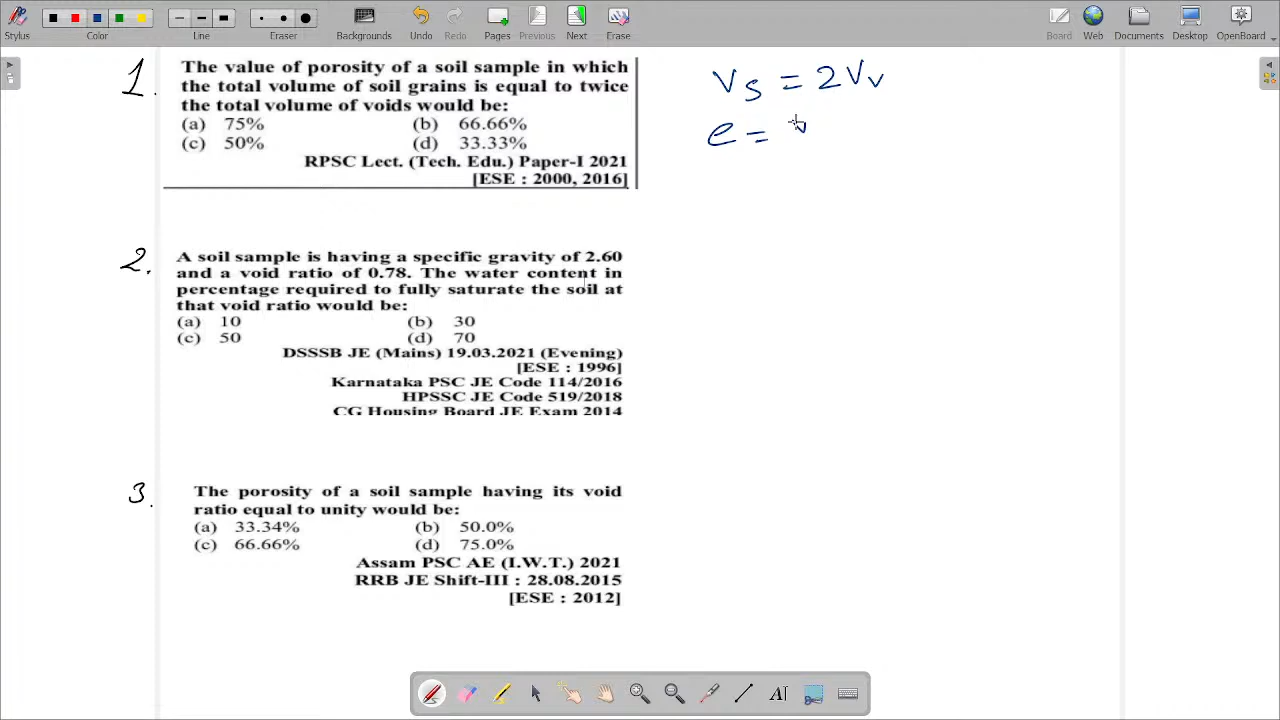 Stylus
Color
Line
Eraser
Backgrounds
Undo
Redo
Pages
Previous
Next
Erase
Board
Web
Documents
Desktop
OpenBoard
1.
The value of porosity of a soil sample in which
the total volume of soil grains is equal to twice
the total volume of voids would be:
(a) 75% (b) 66.66%
(c) 50% (d) 33.33%
RPSC Lect. (Tech. Edu.) Paper-I 2021
[ESE : 2000, 2016]
Vs = 2Vv
e = v
2.
A soil sample is having a specific gravity of 2.60
and a void ratio of 0.78. The water content in
percentage required to fully saturate the soil at
that void ratio would be:
(a) 10 (b) 30
(c) 50 (d) 70
DSSSB JE (Mains) 19.03.2021 (Evening)
[ESE : 1996]
Karnataka PSC JE Code 114/2016
HPSSC JE Code 519/2018
CG Housing Board JE Exam 2014
3.
The porosity of a soil sample having its void
ratio equal to unity would be:
(a) 33.34% (b) 50.0%
(c) 66.66% (d) 75.0%
Assam PSC AE (I.W.T.) 2021
RRB JE Shift-III : 28.08.2015
[ESE : 2012]